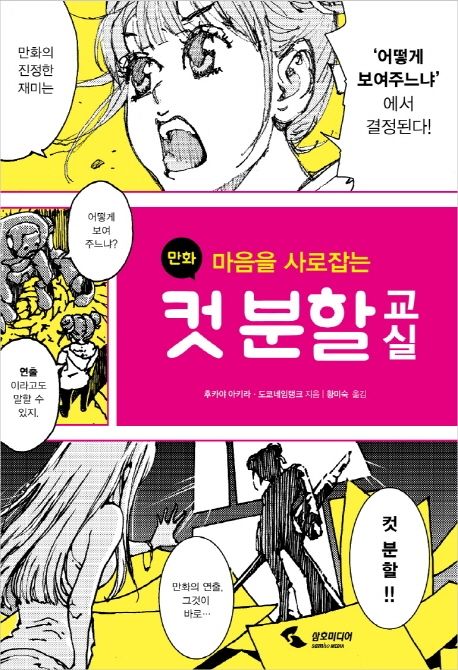 만화의
진정한
재미는
‘어떻게
보여주느냐’
에서
결정된다!
어떻게
보여
주느냐?
만화
마음을 사로잡는
컷 분할 교실
후카야 아키라 · 도쿄네임탱크 지음 | 황미숙 옮김
연출
이라고도
말할 수
있지.
만화의 연출,
그것이
바로…
컷 분할!!
삼호미디어
SAMHO MEDIA